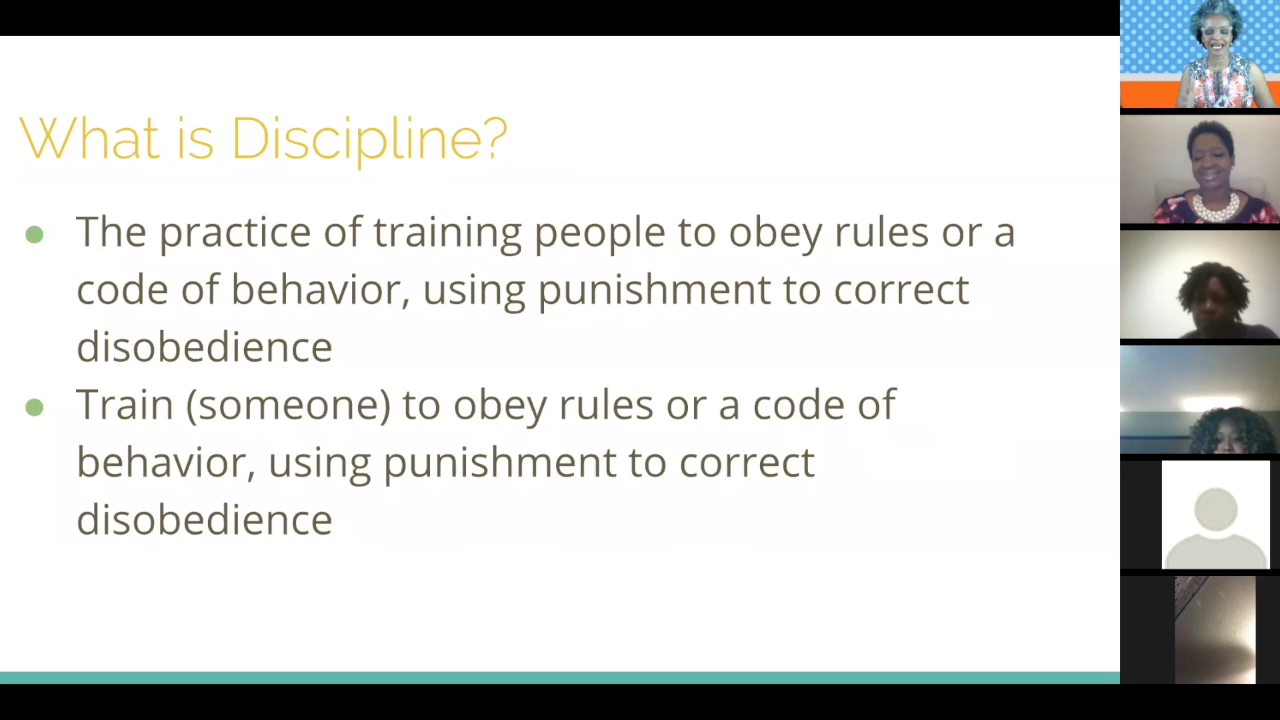 What is Discipline?
The practice of training people to obey rules or a
code of behavior, using punishment to correct
disobedience
Train (someone) to obey rules or a code of
behavior, using punishment to correct
disobedience